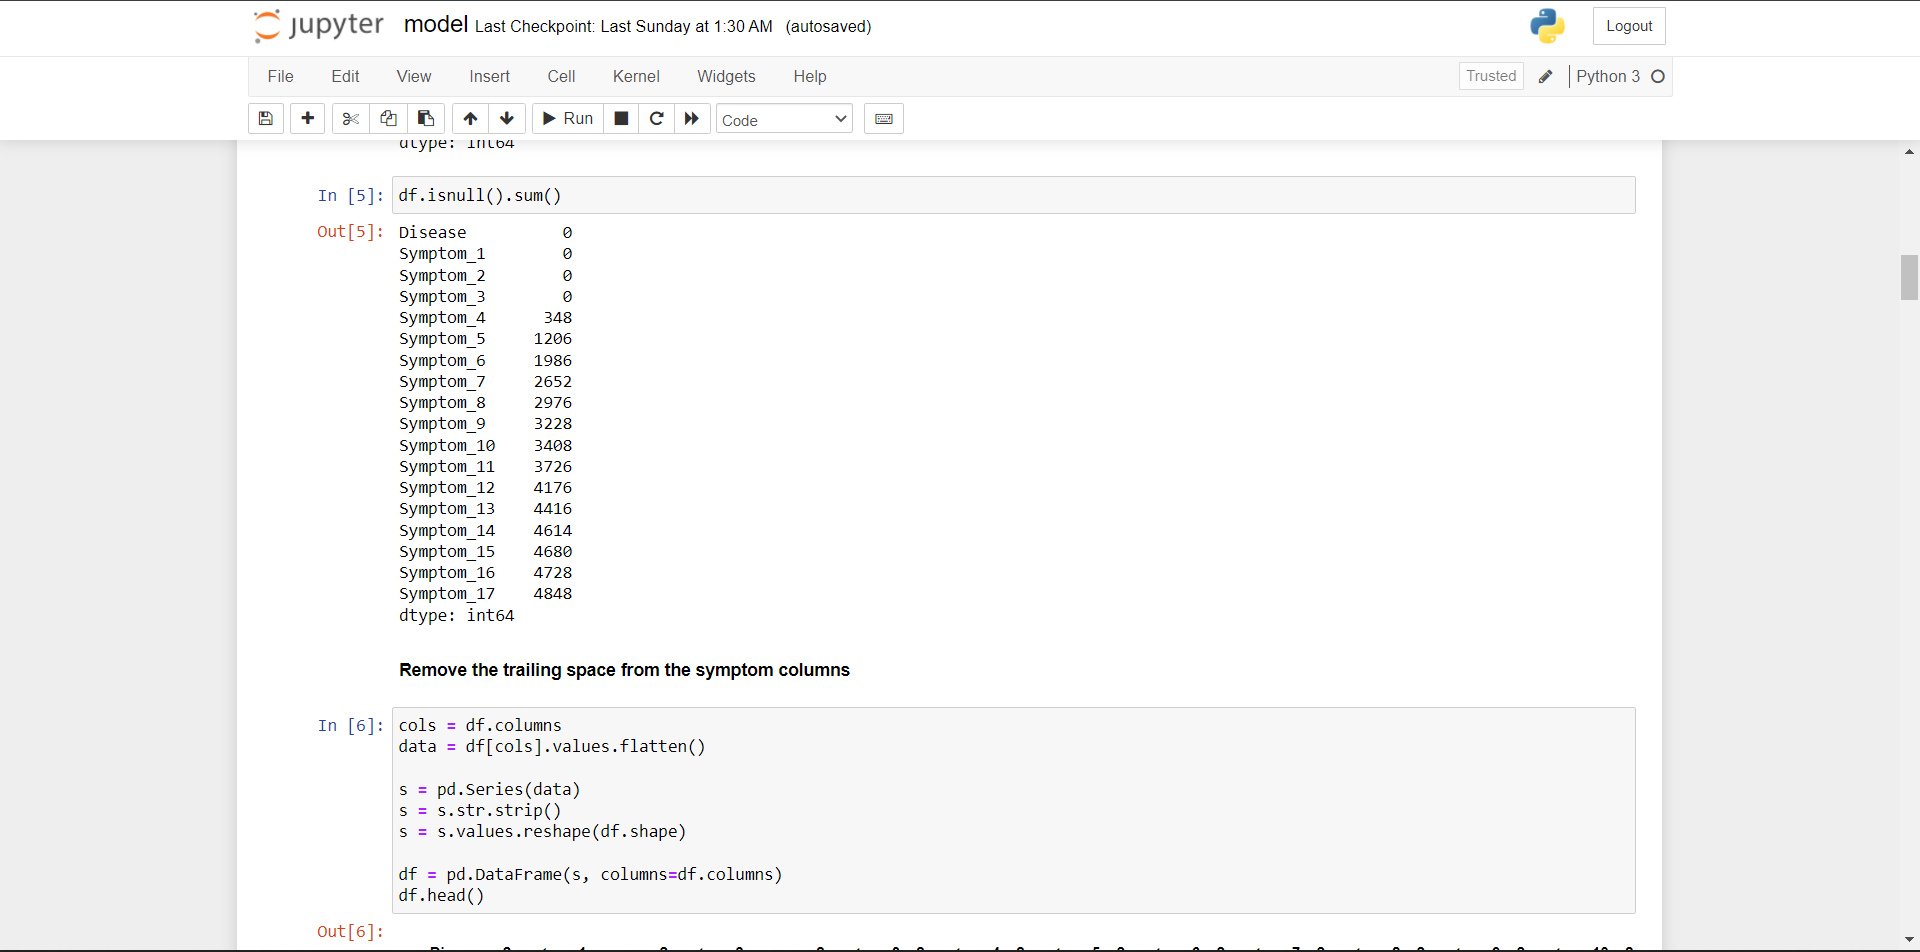 jupyter model Last Checkpoint: Last Sunday at 1:30 AM (autosaved) Logout
File Edit View Insert Cell Kernel Widgets Help Trusted Python 3
Run Code
dtype: int64
In [5]: df.isnull().sum()
Out[5]: Disease 0
Symptom_1 0
Symptom_2 0
Symptom_3 0
Symptom_4 348
Symptom_5 1206
Symptom_6 1986
Symptom_7 2652
Symptom_8 2976
Symptom_9 3228
Symptom_10 3408
Symptom_11 3726
Symptom_12 4176
Symptom_13 4416
Symptom_14 4614
Symptom_15 4680
Symptom_16 4728
Symptom_17 4848
dtype: int64
Remove the trailing space from the symptom columns
In [6]: cols = df.columns
data = df[cols].values.flatten()
s = pd.Series(data)
s = s.str.strip()
s = s.values.reshape(df.shape)
df = pd.DataFrame(s, columns=df.columns)
df.head()
Out[6]: